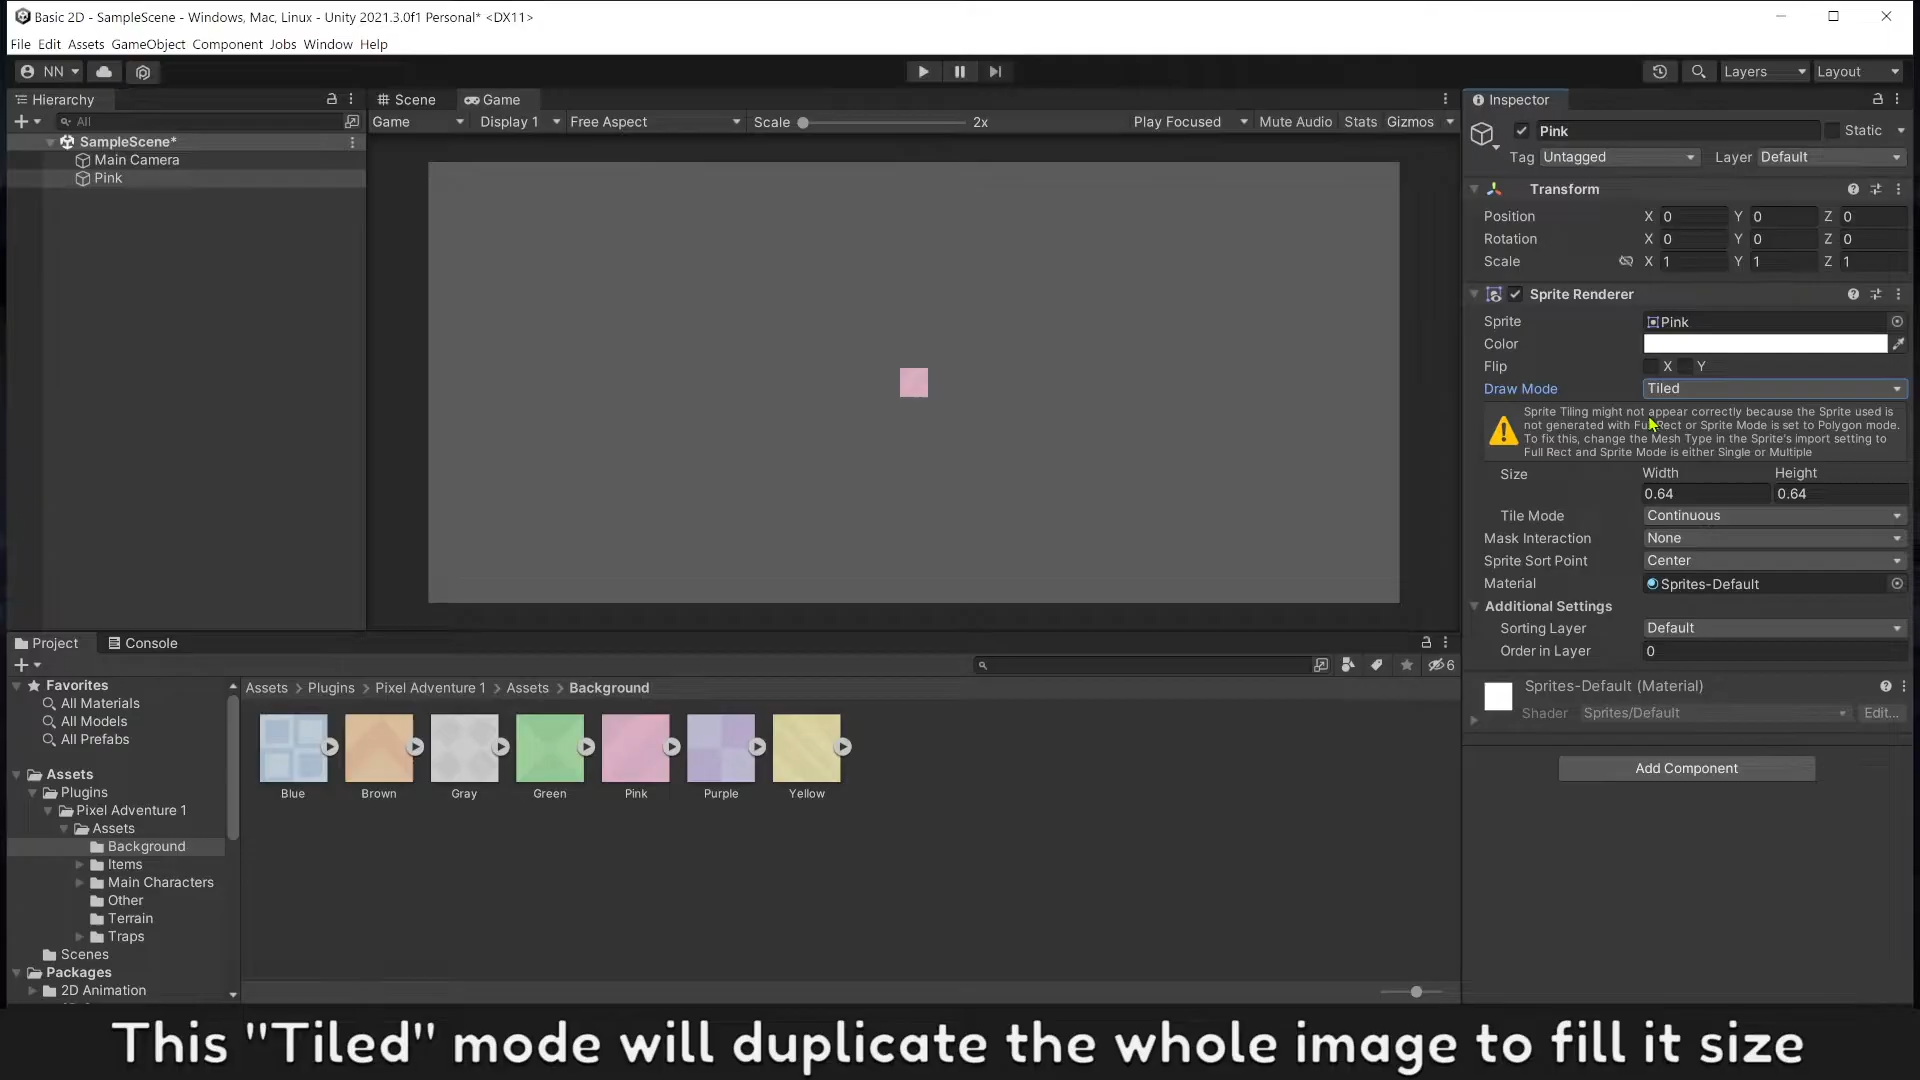 Basic 2D - SampleScene - Windows, Mac, Linux - Unity 2021.3.0f1 Personal* <DX11>
File Edit Assets GameObject Component Jobs Window Help
NN
Layers
Layout
Hierarchy
All
SampleScene*
Main Camera
Pink
Scene
Game
Game
Display 1
Free Aspect
Scale
2x
Play Focused
Mute Audio
Stats
Gizmos
Inspector
Pink
Static
Tag
Untagged
Layer
Default
Transform
Position X 0 Y 0 Z 0
Rotation X 0 Y 0 Z 0
Scale X 1 Y 1 Z 1
Sprite Renderer
Sprite Pink
Color
Flip X Y
Draw Mode Tiled
Sprite Tiling might not appear correctly because the Sprite used is
not generated with Full Rect or Sprite Mode is set to Polygon mode.
To fix this, change the Mesh Type in the Sprite's import setting to
Full Rect and Sprite Mode is either Single or Multiple
Size Width Height
0.64 0.64
Tile Mode Continuous
Mask Interaction None
Sprite Sort Point Center
Material Sprites-Default
Additional Settings
Sorting Layer Default
Order in Layer 0
Sprites-Default (Material)
Shader Sprites/Default Edit...
Add Component
Project
Console
6
Favorites
All Materials
All Models
All Prefabs
Assets
Plugins
Pixel Adventure 1
Assets
Background
Items
Main Characters
Other
Terrain
Traps
Scenes
Packages
2D Animation
Assets > Plugins > Pixel Adventure 1 > Assets > Background
Blue
Brown
Gray
Green
Pink
Purple
Yellow
This "Tiled" mode will duplicate the whole image to fill it size